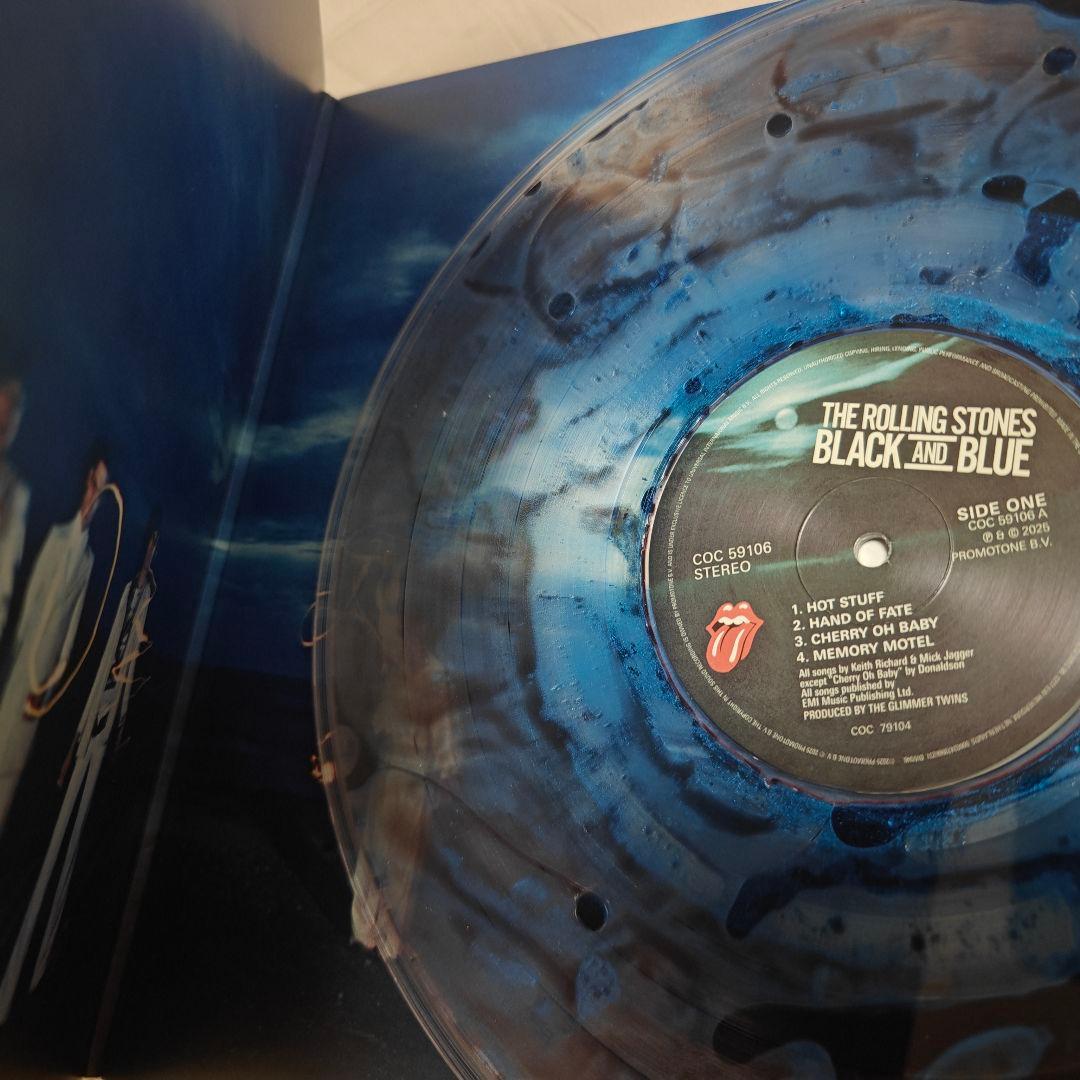 THE ROLLING STONES
BLACK AND BLUE
SIDE ONE
COC 59106 A
℗ & © 2025
PROMOTONE B.V.
COC 59106
STEREO
1. HOT STUFF
2. HAND OF FATE
3. CHERRY OH BABY
4. MEMORY MOTEL
All songs by Keith Richard & Mick Jagger
except "Cherry Oh Baby" by Donaldson
All songs published by
EMI Music Publishing Ltd.
PRODUCED BY THE GLIMMER TWINS
COC 79104